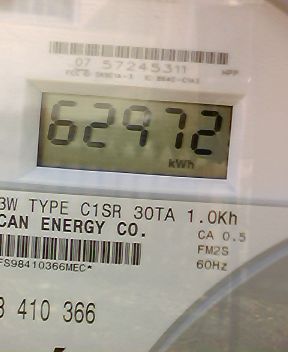 07 57245311
62972
kWh
3W TYPE C1SR 30TA 1.0Kh
CAN ENERGY CO.
CA 0.5
FM2S
FS98410366MEC*
60Hz
410 366